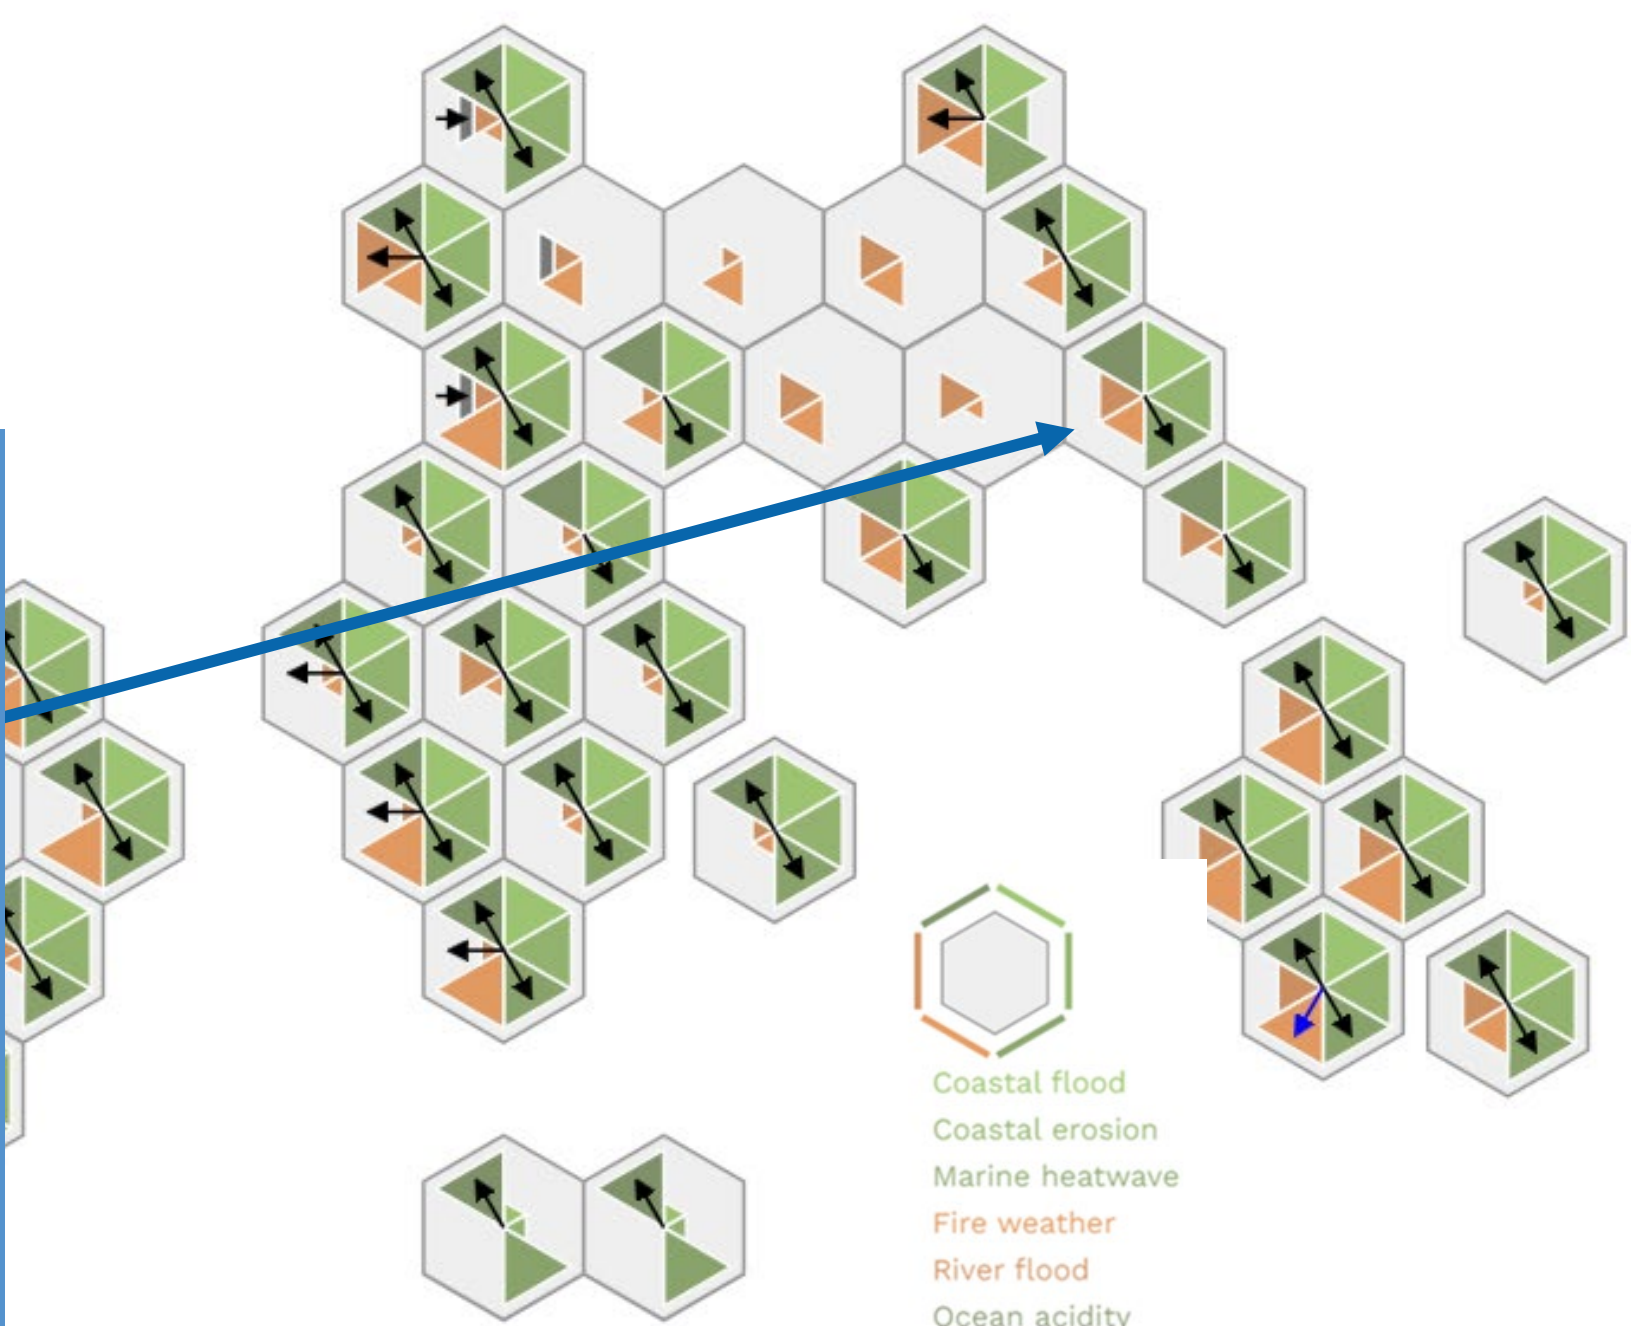 Coastal flood
Coastal erosion
Marine heatwave
Fire weather
River flood
Ocean acidity